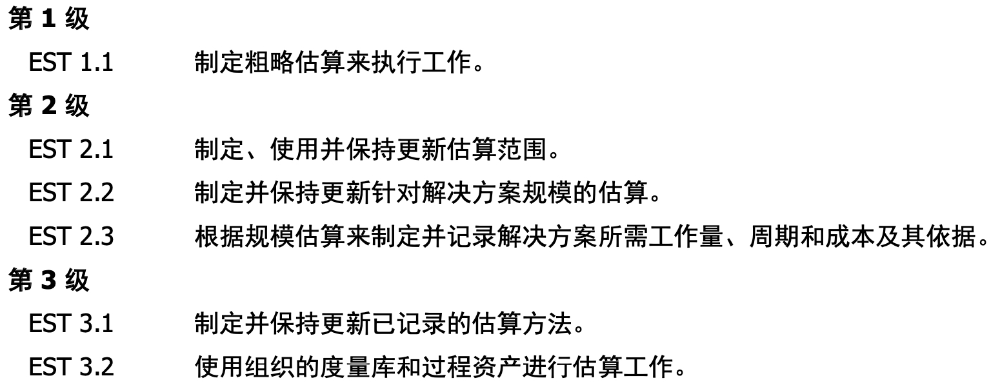 第 1 级
EST 1.1 制定粗略估算来执行工作。
第 2 级
EST 2.1 制定、使用并保持更新估算范围。
EST 2.2 制定并保持更新针对解决方案规模的估算。
EST 2.3 根据规模估算来制定并记录解决方案所需工作量、周期和成本及其依据。
第 3 级
EST 3.1 制定并保持更新已记录的估算方法。
EST 3.2 使用组织的度量库和过程资产进行估算工作。